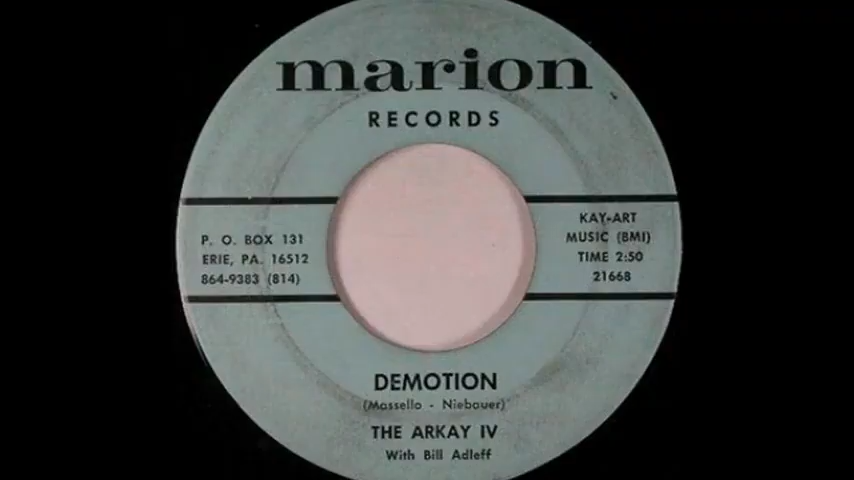 marion
RECORDS
P. O. BOX 131
ERIE, PA. 16512
864-9383 (814)
KAY-ART
MUSIC (BMI)
TIME 2:50
21668
DEMOTION
(Massello - Niebauer)
THE ARKAY IV
With Bill Adleff